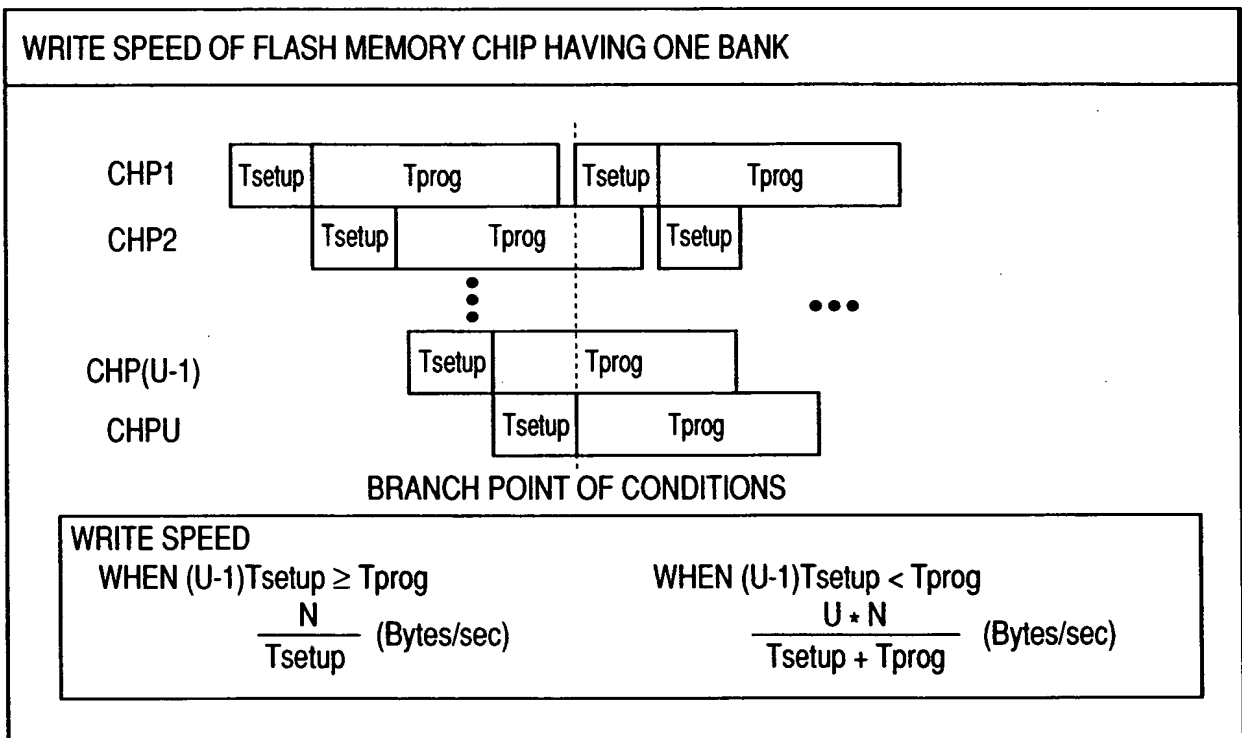 WRITE SPEED OF FLASH MEMORY CHIP HAVING ONE BANK
CHP1 Tsetup Tprog Tsetup Tprog
CHP2 Tsetup Tprog Tsetup
CHP(U-1) Tsetup Tprog
CHPU Tsetup Tprog
BRANCH POINT OF CONDITIONS
WRITE SPEED
WHEN (U-1)Tsetup ≥ Tprog
N
Tsetup
(Bytes/sec)
WHEN (U-1)Tsetup < Tprog
U * N
Tsetup + Tprog
(Bytes/sec)